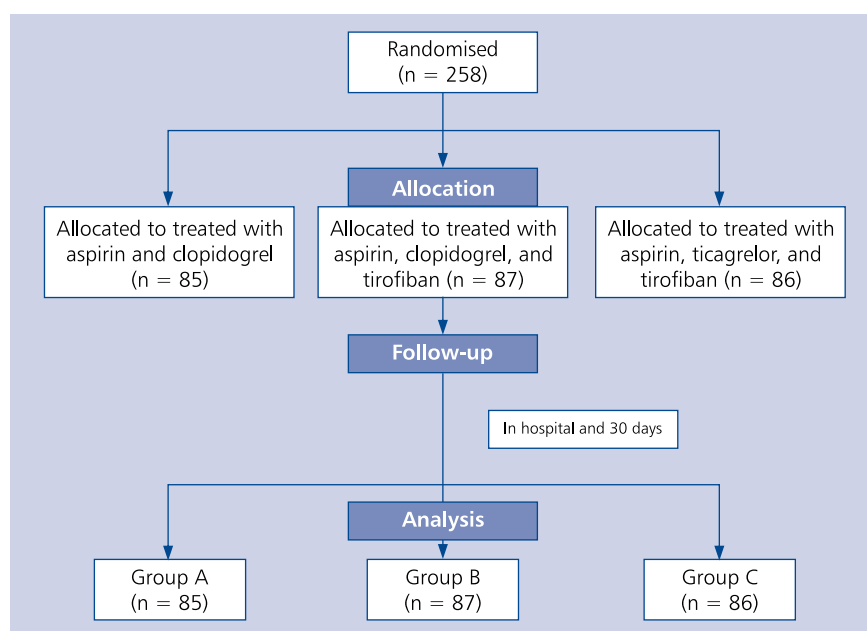 Randomised
(n = 258)
Allocation
Allocated to treated with
aspirin and clopidogrel
(n = 85)
Allocated to treated with
aspirin, clopidogrel, and
tirofiban (n = 87)
Allocated to treated with
aspirin, ticagrelor, and
tirofiban (n = 86)
Follow-up
In hospital and 30 days
Analysis
Group A
(n = 85)
Group B
(n = 87)
Group C
(n = 86)